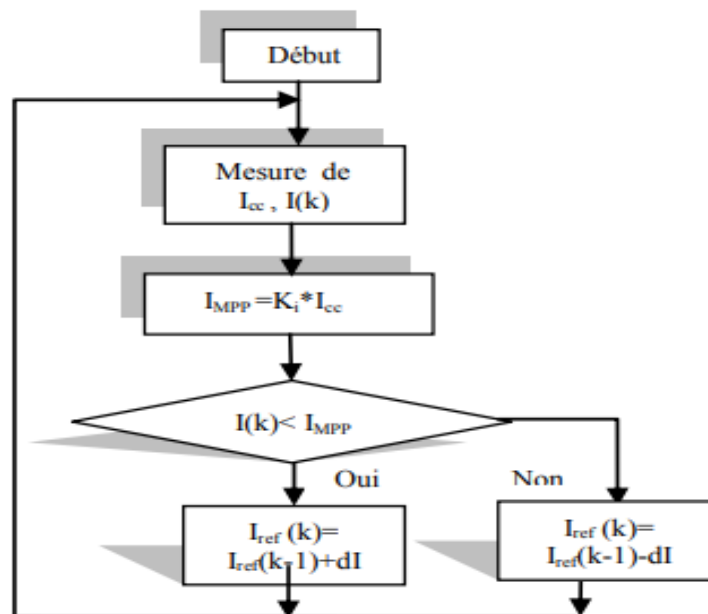 Début
Mesure de
Icc , I(k)
IMPP =Ki*Icc
I(k)< IMPP
Oui
Non
Iref (k)=
Iref(k-1)+dI
Iref (k)=
Iref(k-1)-dI